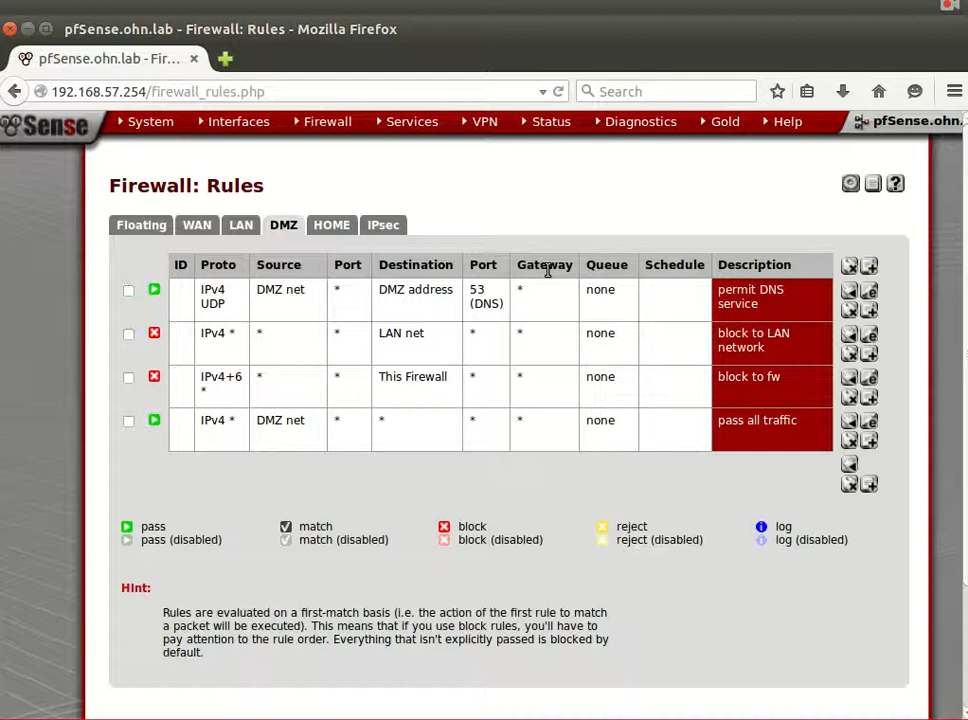 pfSense.ohn.lab - Firewall: Rules - Mozilla Firefox
pfSense.ohn.lab - Fir...
192.168.57.254/firewall_rules.php
Search
Sense
System Interfaces Firewall Services VPN Status Diagnostics Gold Help pfSense.ohn.
Firewall: Rules
?
Floating WAN LAN DMZ HOME IPsec
ID Proto Source Port Destination Port Gateway Queue Schedule Description
IPv4 UDP DMZ net * DMZ address 53 (DNS) * none permit DNS service
IPv4 * * * LAN net * * none block to LAN network
IPv4+6 * * * This Firewall * * none block to fw
IPv4 * DMZ net * * * * none pass all traffic
pass match block reject log
pass (disabled) match (disabled) block (disabled) reject (disabled) log (disabled)
Hint:
Rules are evaluated on a first-match basis (i.e. the action of the first rule to match
a packet will be executed). This means that if you use block rules, you'll have to
pay attention to the rule order. Everything that isn't explicitly passed is blocked by
default.